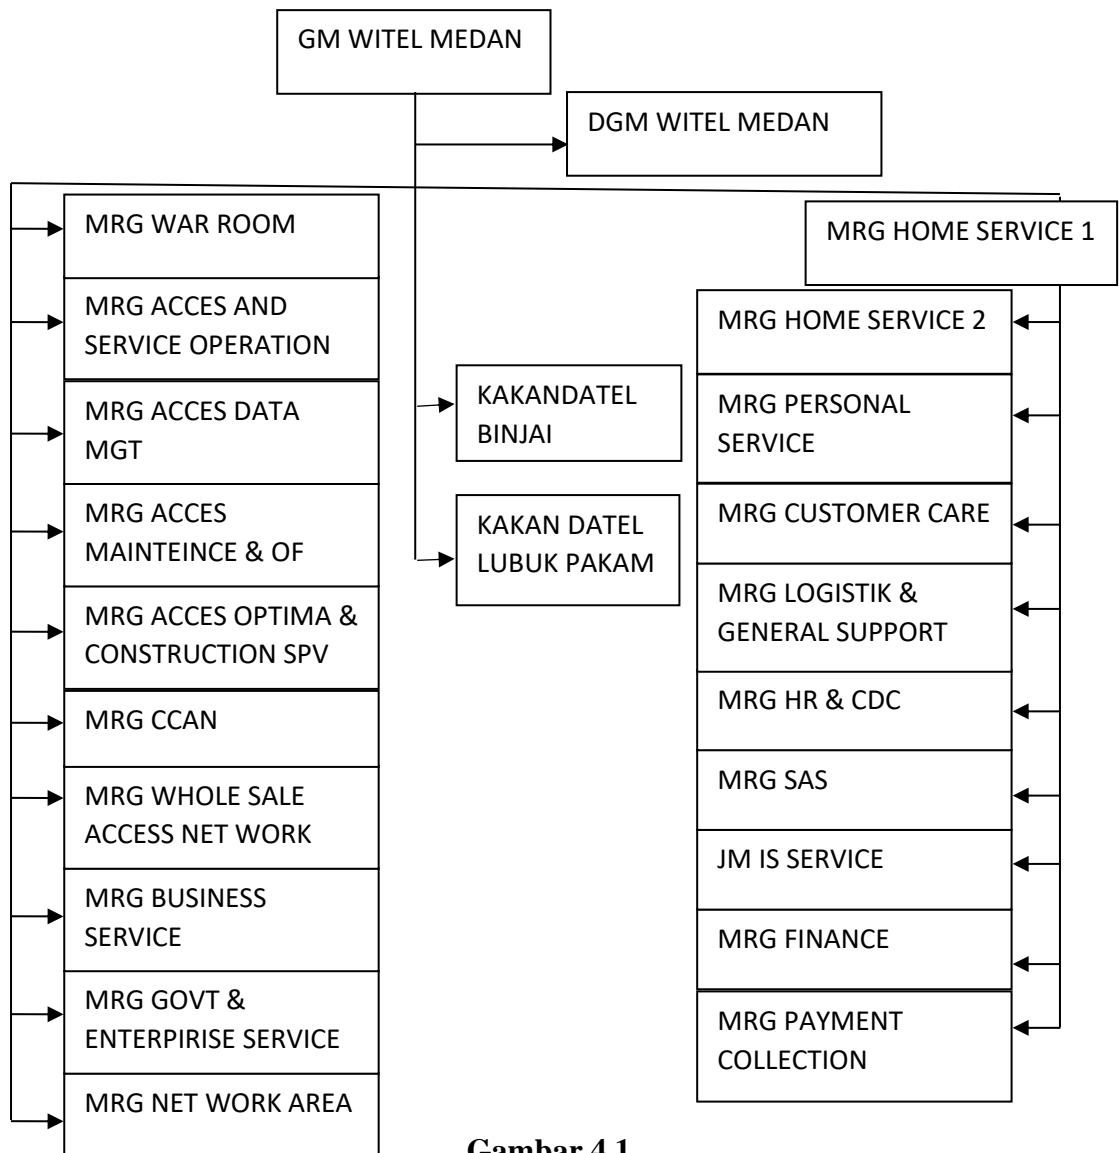 GM WITEL MEDAN
DGM WITEL MEDAN
MRG WAR ROOM
MRG ACCES AND
SERVICE OPERATION
MRG ACCES DATA
MGT
MRG ACCES
MAINTEINCE & OF
MRG ACCES OPTIMA &
CONSTRUCTION SPV
MRG CCAN
MRG WHOLE SALE
ACCESS NET WORK
MRG BUSINESS
SERVICE
MRG GOVT &
ENTERPIRISE SERVICE
MRG NET WORK AREA
KAKANDATEL
BINJAI
KAKAN DATEL
LUBUK PAKAM
MRG HOME SERVICE 1
MRG HOME SERVICE 2
MRG PERSONAL
SERVICE
MRG CUSTOMER CARE
MRG LOGISTIK &
GENERAL SUPPORT
MRG HR & CDC
MRG SAS
JM IS SERVICE
MRG FINANCE
MRG PAYMENT
COLLECTION
Gambar 4.1